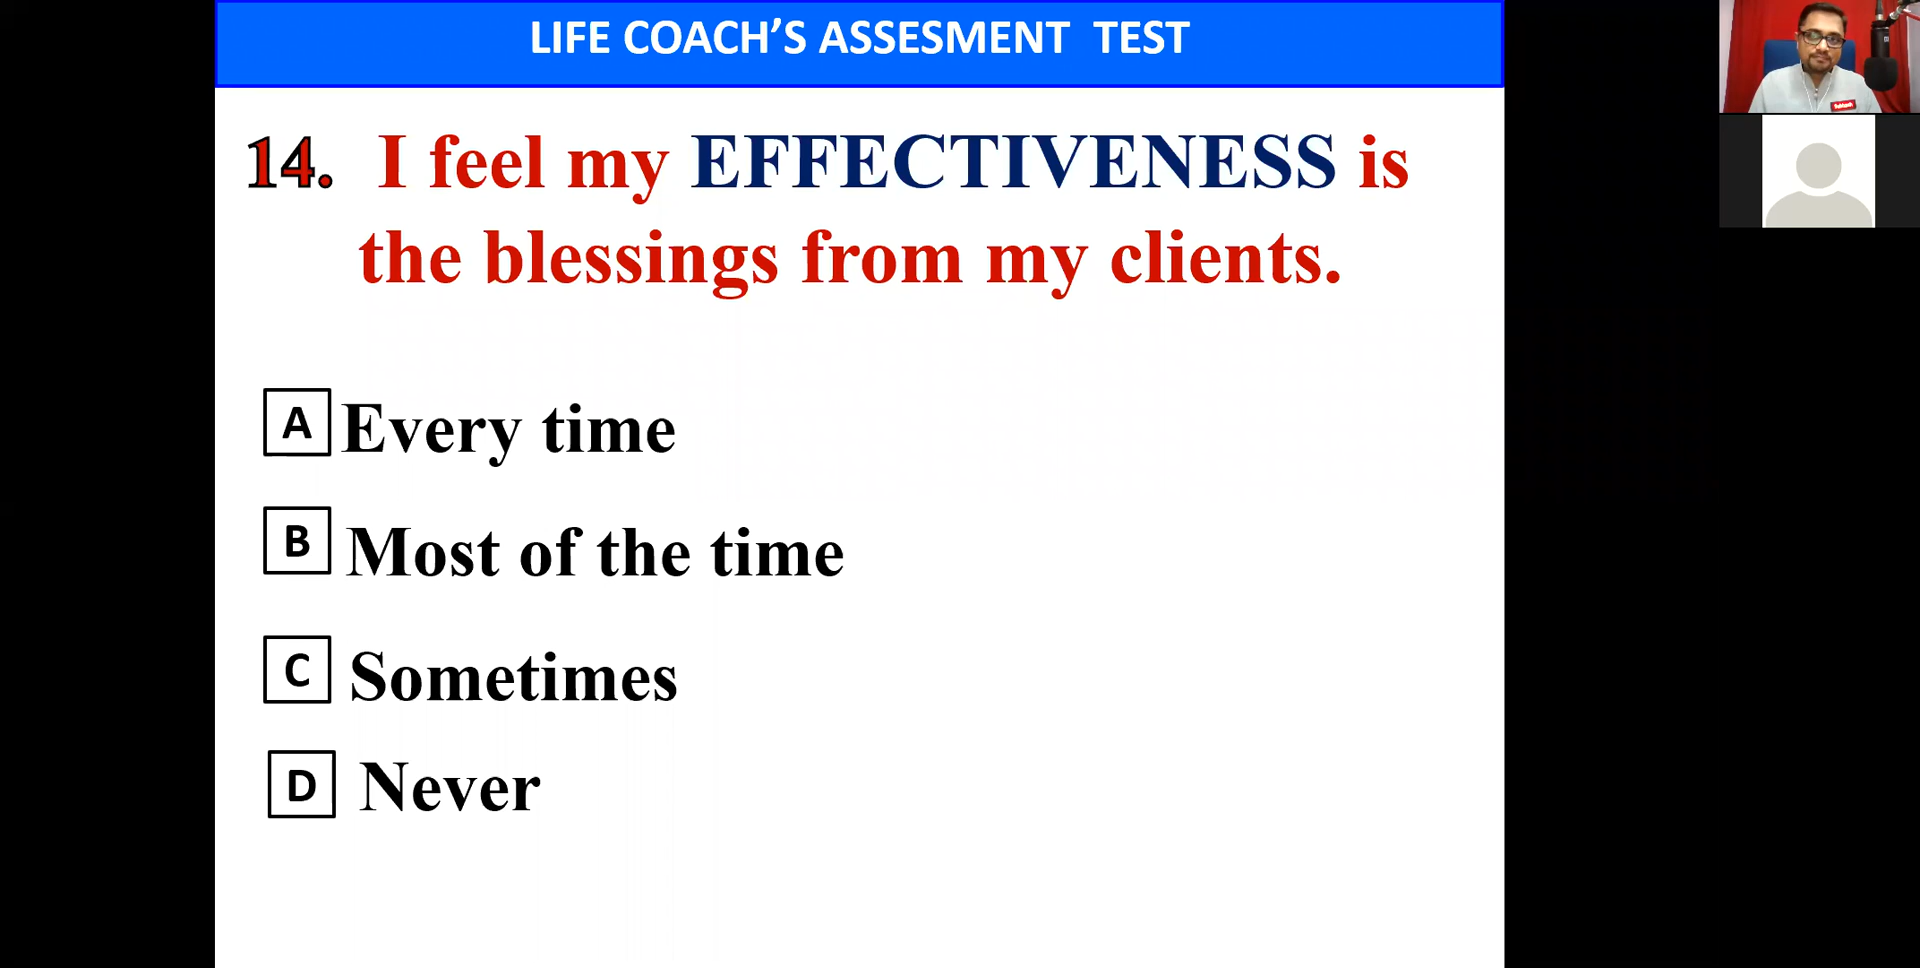 LIFE COACH’S ASSESMENT TEST
14. I feel my EFFECTIVENESS is
the blessings from my clients.
A Every time
B Most of the time
C Sometimes
D Never